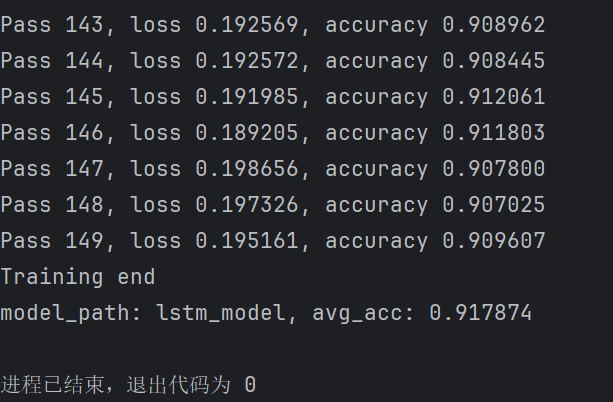 Pass 143, loss 0.192569, accuracy 0.908962
Pass 144, loss 0.192572, accuracy 0.908445
Pass 145, loss 0.191985, accuracy 0.912061
Pass 146, loss 0.189205, accuracy 0.911803
Pass 147, loss 0.198656, accuracy 0.907800
Pass 148, loss 0.197326, accuracy 0.907025
Pass 149, loss 0.195161, accuracy 0.909607
Training end
model_path: lstm_model, avg_acc: 0.917874
进程已结束，退出代码为 0